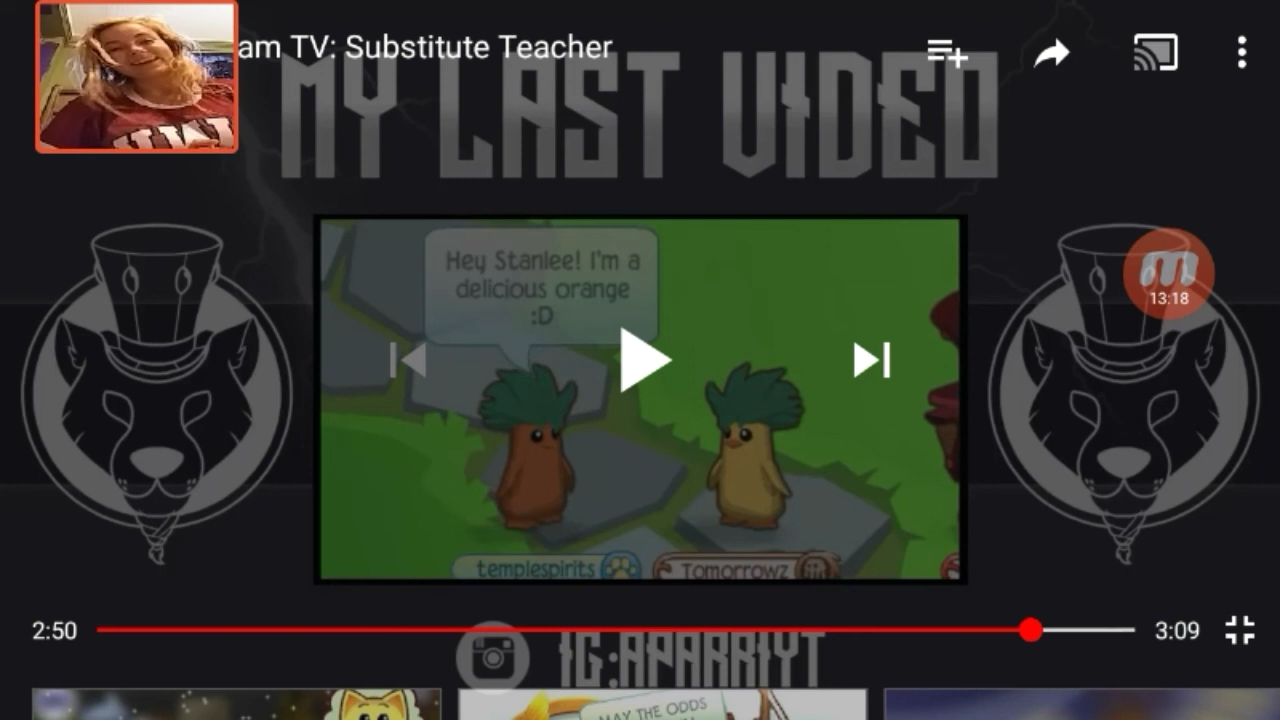 am TV: Substitute Teacher
MY LAST VIDEO
Hey Stanlee! I'm a
delicious orange
:D
13:18
templespirits
Tomorrowz
2:50
3:09
IG:APARRIYT
MAY THE ODDS